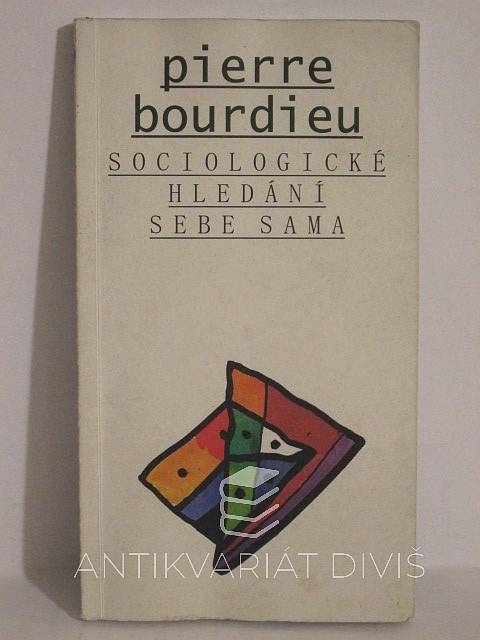 pierre
bourdieu
SOCIOLOGICKÉ
HLEDÁNÍ
SEBE SAMA
ANTIKVARIÁT DIVIŠ